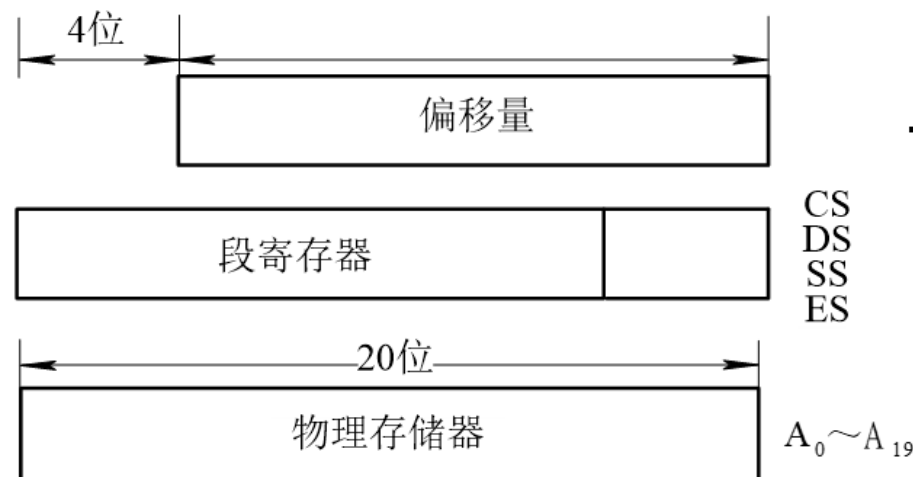 4位
偏移量
段寄存器
CS
DS
SS
ES
20位
物理存储器
A₀～A₁₉